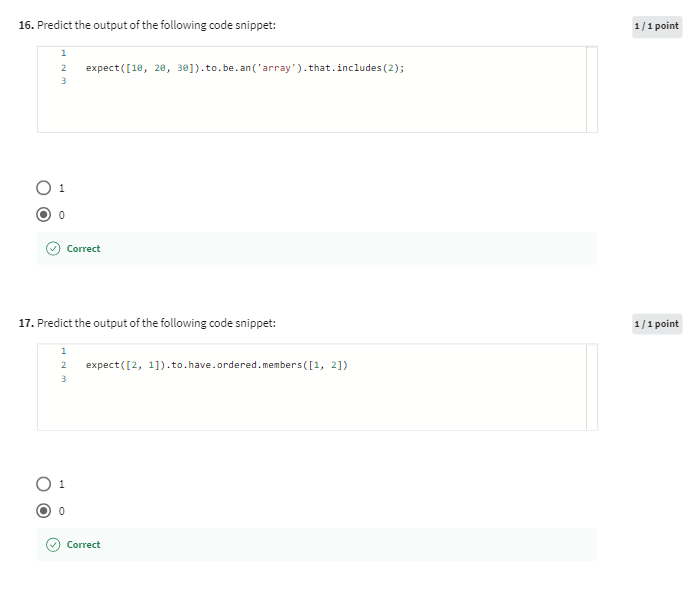 16. Predict the output of the following code snippet:
1 / 1 point
1
2 expect([10, 20, 30]).to.be.an('array').that.includes(2);
3
1
0
Correct
17. Predict the output of the following code snippet:
1 / 1 point
1
2 expect([2, 1]).to.have.ordered.members([1, 2])
3
1
0
Correct